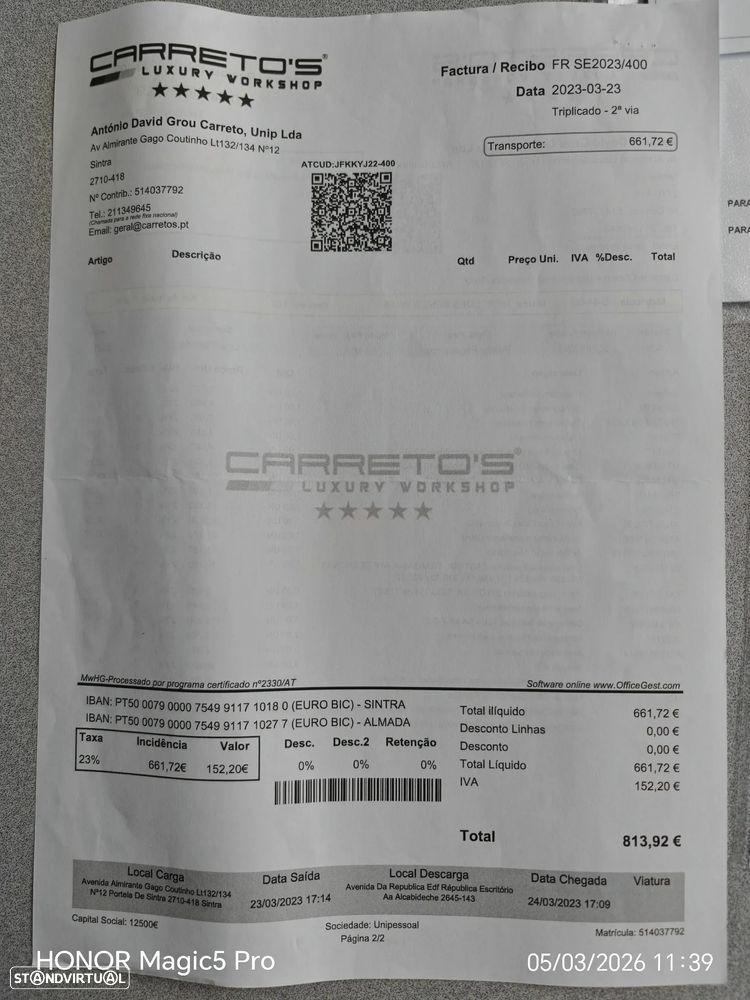 CARRETO'S®
LUXURY WORKSHOP
António David Grou Carreto, Unip Lda
Av Almirante Gago Coutinho Lt132/134 Nº12
Sintra
2710-418
Nº Contrib.: 514037792
Tel.: 211349645
(Chamada para a rede fixa nacional)
Email: geral@carretos.pt
ATCUD:JFKKYJ22-400
Factura / Recibo FR SE2023/400
Data 2023-03-23
Triplicado - 2ª via
Transporte: 661,72 €
PARA
PARA
Artigo Descrição Qtd Preço Uni. IVA %Desc. Total
CARRETO'S®
LUXURY WORKSHOP
MwHG-Processado por programa certificado nº2330/AT Software online www.OfficeGest.com
IBAN: PT50 0079 0000 7549 9117 1018 0 (EURO BIC) - SINTRA
IBAN: PT50 0079 0000 7549 9117 1027 7 (EURO BIC) - ALMADA
Taxa Incidência Valor
23% 661,72€ 152,20€
Desc. Desc.2 Retenção
0% 0% 0%
Total ilíquido 661,72 €
Desconto Linhas 0,00 €
Desconto 0,00 €
Total Líquido 661,72 €
IVA 152,20 €
Total 813,92 €
Local Carga
Avenida Almirante Gago Coutinho Lt132/134
Nº12 Portela De Sintra 2710-418 Sintra
Data Saída
23/03/2023 17:14
Local Descarga
Avenida Da Republica Edf Républica Escritório
Aa Alcabideche 2645-143
Data Chegada
24/03/2023 17:09
Viatura
Capital Social: 12500€
Sociedade: Unipessoal
Página 2/2
Matrícula: 514037792
HONOR Magic5 Pro
05/03/2026 11:39
STANDVIRTUAL